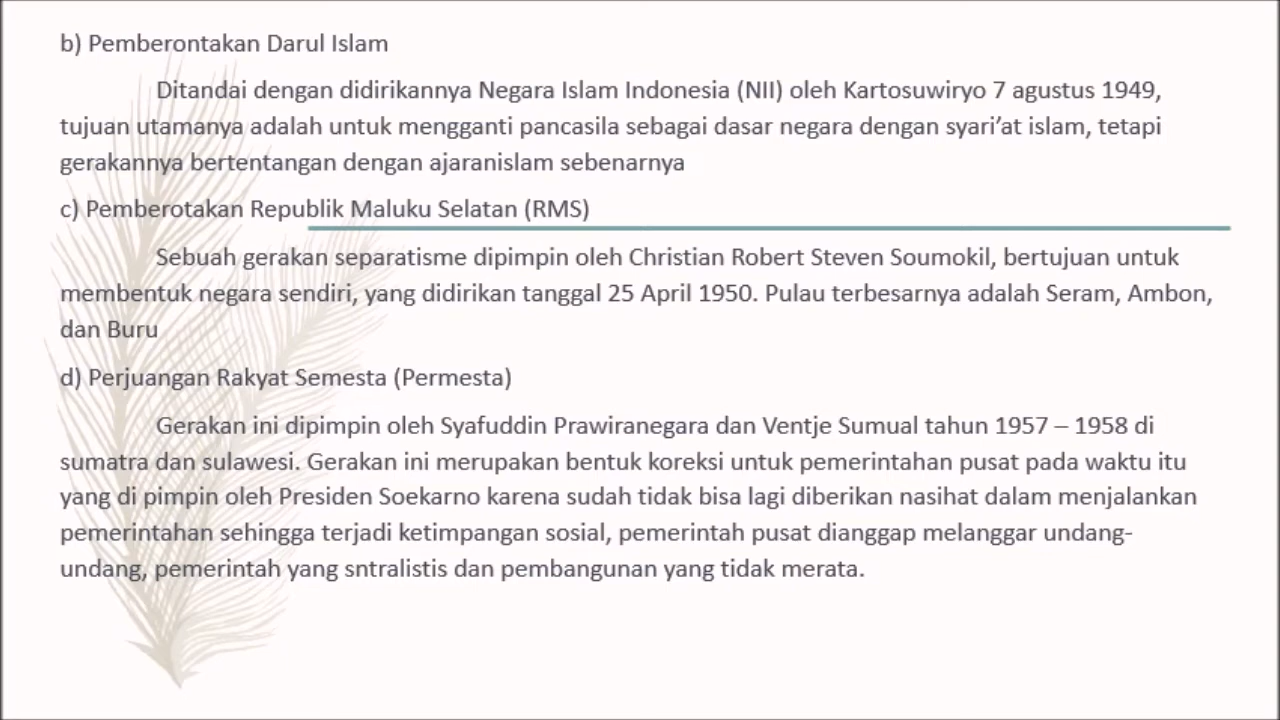 b) Pemberontakan Darul Islam
Ditandai dengan didirikannya Negara Islam Indonesia (NII) oleh Kartosuwiryo 7 agustus 1949,
tujuan utamanya adalah untuk mengganti pancasila sebagai dasar negara dengan syari’at islam, tetapi
gerakannya bertentangan dengan ajaranislam sebenarnya
c) Pemberotakan Republik Maluku Selatan (RMS)
Sebuah gerakan separatisme dipimpin oleh Christian Robert Steven Soumokil, bertujuan untuk
membentuk negara sendiri, yang didirikan tanggal 25 April 1950. Pulau terbesarnya adalah Seram, Ambon,
dan Buru
d) Perjuangan Rakyat Semesta (Permesta)
Gerakan ini dipimpin oleh Syafuddin Prawiranegara dan Ventje Sumual tahun 1957 – 1958 di
sumatra dan sulawesi. Gerakan ini merupakan bentuk koreksi untuk pemerintahan pusat pada waktu itu
yang di pimpin oleh Presiden Soekarno karena sudah tidak bisa lagi diberikan nasihat dalam menjalankan
pemerintahan sehingga terjadi ketimpangan sosial, pemerintah pusat dianggap melanggar undang-
undang, pemerintah yang sntralistis dan pembangunan yang tidak merata.